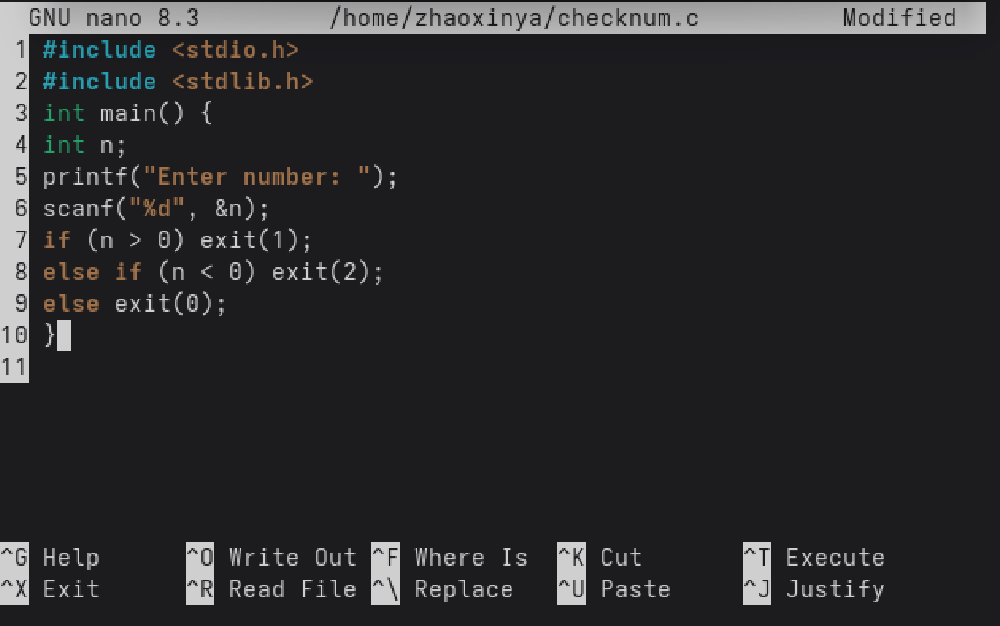 GNU nano 8.3 /home/zhaoxinya/checknum.c Modified
1 #include <stdio.h>
2 #include <stdlib.h>
3 int main() {
4 int n;
5 printf("Enter number: ");
6 scanf("%d", &n);
7 if (n > 0) exit(1);
8 else if (n < 0) exit(2);
9 else exit(0);
10 }
11
^G Help ^O Write Out ^F Where Is ^K Cut ^T Execute
^X Exit ^R Read File ^\ Replace ^U Paste ^J Justify